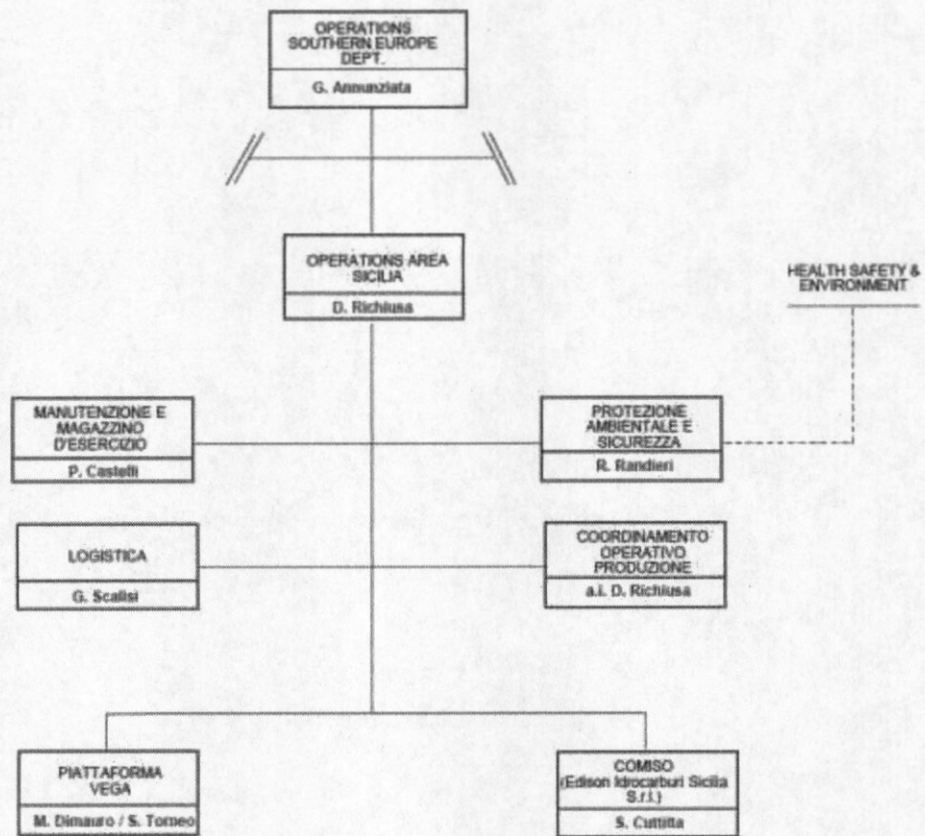 OPERATIONS
SOUTHERN EUROPE
DEPT.
G. Annunziata
OPERATIONS AREA
SICILIA
D. Richiusa
HEALTH SAFETY &
ENVIRONMENT
MANUTENZIONE E
MAGAZZINO
D'ESERCIZIO
P. Castelli
PROTEZIONE
AMBIENTALE E
SICUREZZA
R. Randieri
LOGISTICA
G. Scalisi
COORDINAMENTO
OPERATIVO
PRODUZIONE
a.i. D. Richiusa
PIATTAFORMA
VEGA
M. Dimauro / S. Torneo
COMISO
(Edison Idrocarburi Sicilia
S.r.l.)
S. Cuttitta